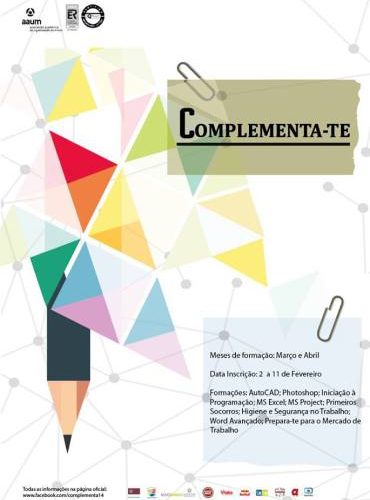 aaum
COMPLEMENTA-TE
Meses de formação: Março e Abril
Data Inscrição: 2 a 11 de Fevereiro
Formações: AutoCAD; Photoshop; Iniciação à
Programação; MS Excel; MS Project; Primeiros
Socorros; Higiene e Segurança no Trabalho;
Word Avançado; Prepara-te para o Mercado de
Trabalho
Todas as informações na página oficial:
www.facebook.com/complementa14